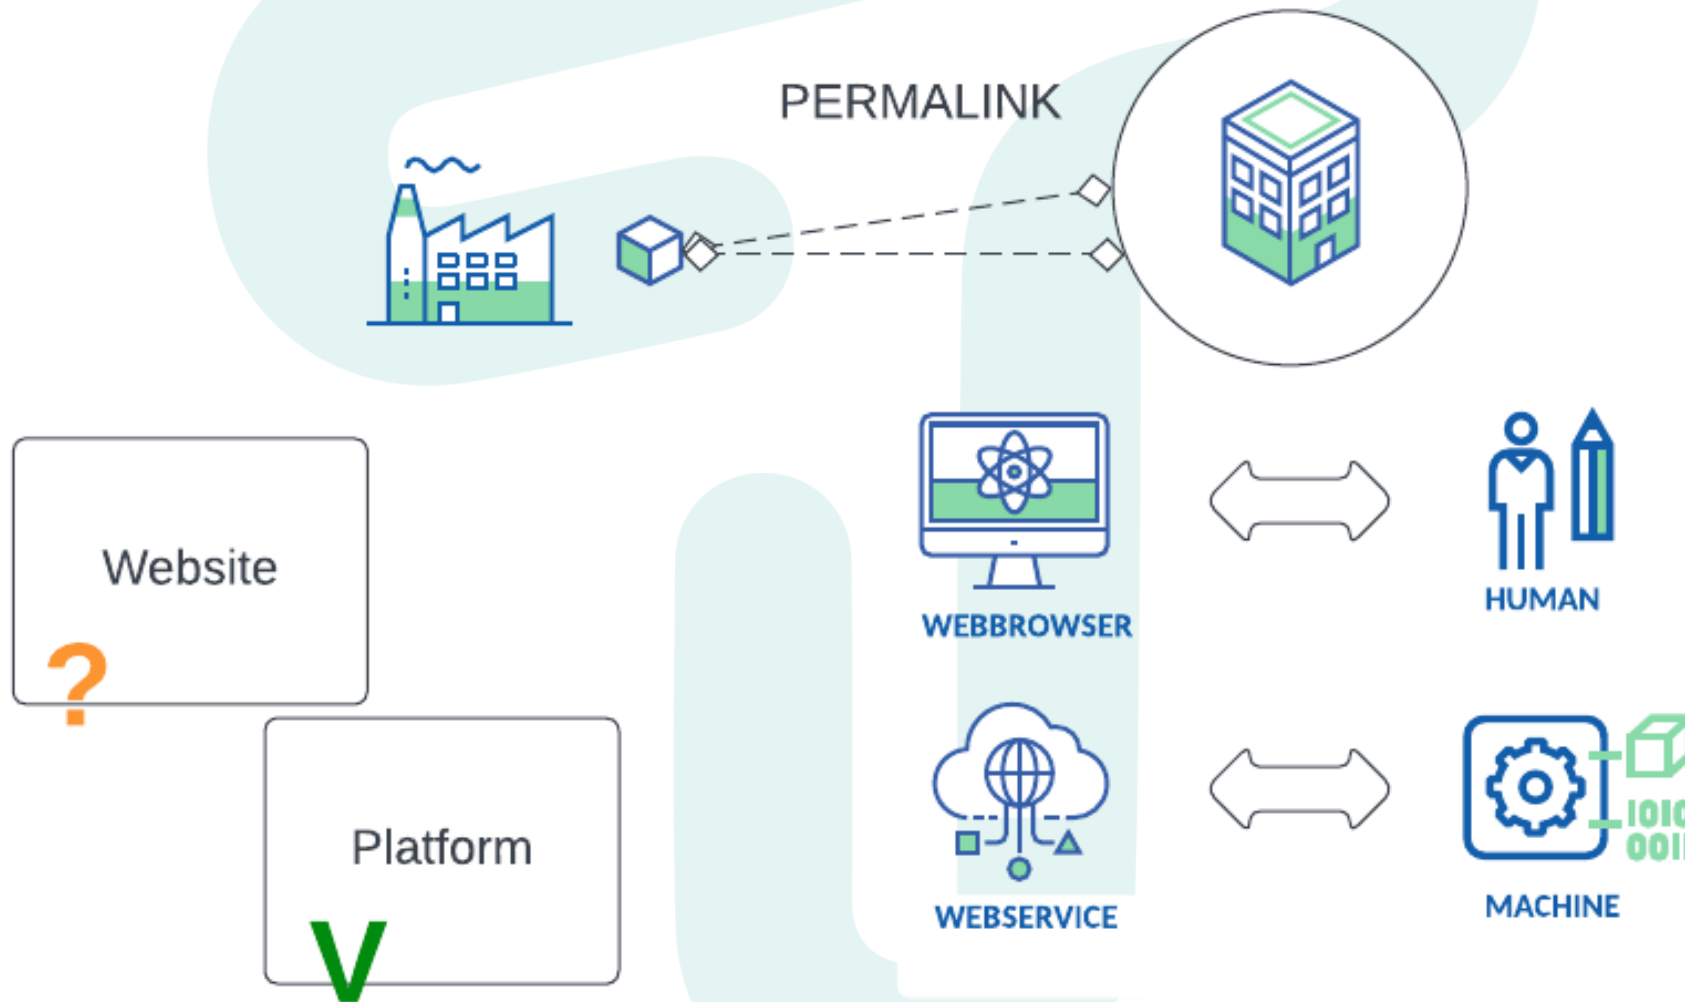 PERMALINK
Website
?
Platform
V
WEBBROWSER
HUMAN
WEBSERVICE
MACHINE